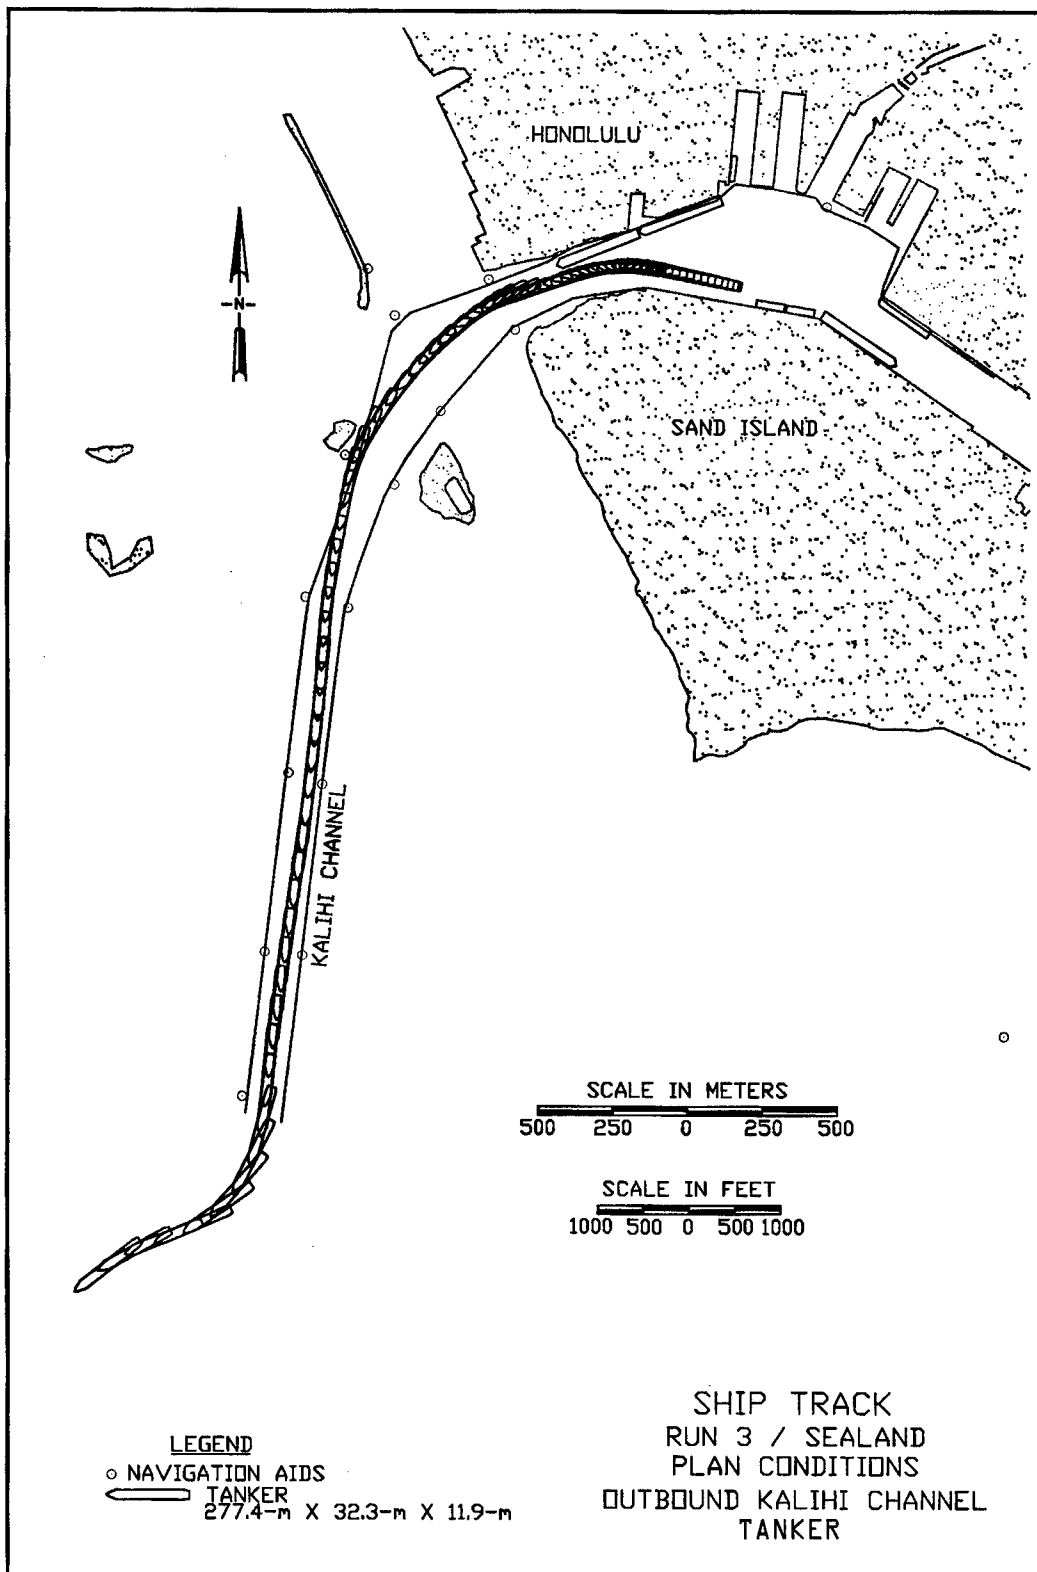 HONOLULU
-N-
SAND ISLAND
KALIHI CHANNEL
SCALE IN METERS
500 250 0 250 500
SCALE IN FEET
1000 500 0 500 1000
SHIP TRACK
RUN 3 / SEALAND
PLAN CONDITIONS
OUTBOUND KALIHI CHANNEL
TANKER
LEGEND
NAVIGATION AIDS
TANKER
277.4-m X 32.3-m X 11.9-m